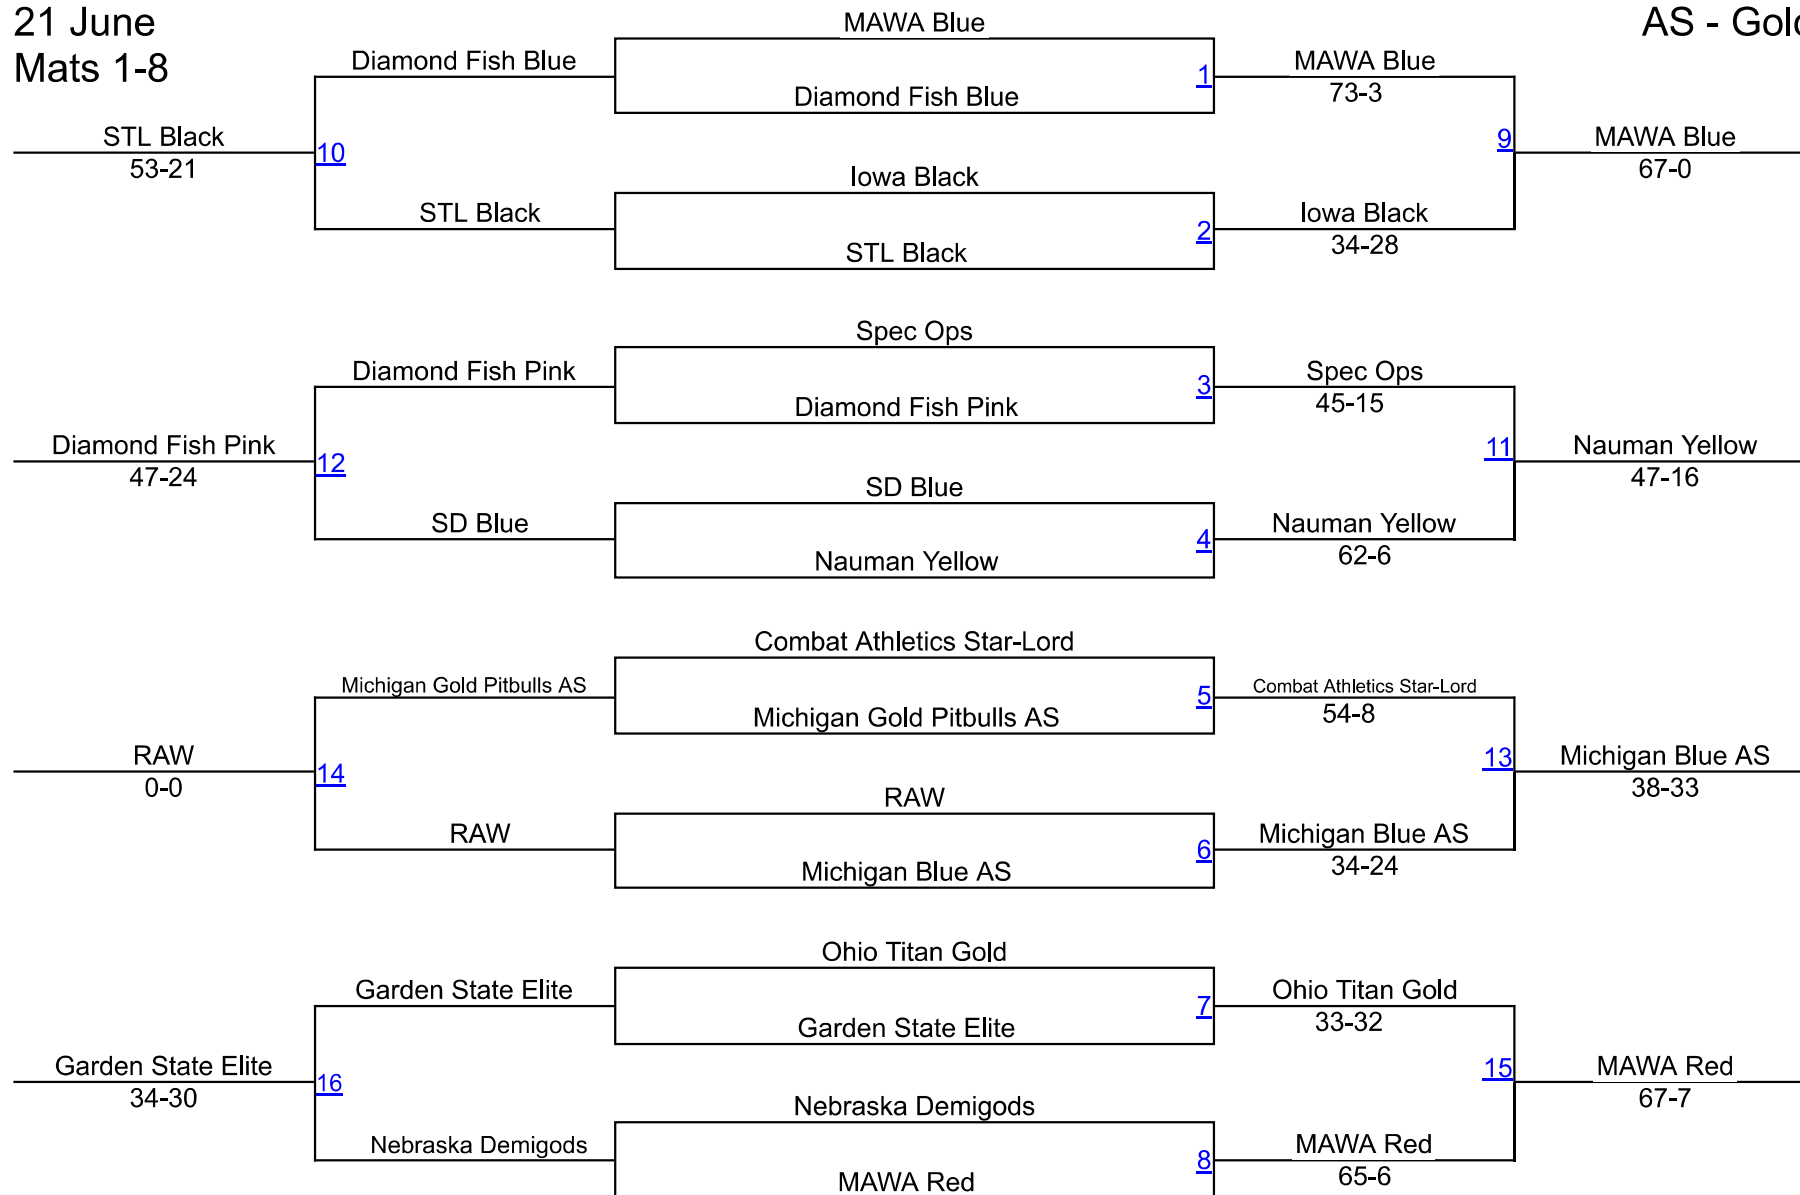 21 June
Mats 1-8
AS - Gold
MAWA Blue
Diamond Fish Blue
1
MAWA Blue
73-3
Diamond Fish Blue
STL Black
53-21
10
9
MAWA Blue
67-0
Iowa Black
STL Black
2
Iowa Black
34-28
STL Black
Spec Ops
Diamond Fish Pink
3
Spec Ops
45-15
Diamond Fish Pink
Diamond Fish Pink
47-24
12
11
Nauman Yellow
47-16
SD Blue
SD Blue
4
Nauman Yellow
62-6
Nauman Yellow
Combat Athletics Star-Lord
Michigan Gold Pitbulls AS
5
Combat Athletics Star-Lord
54-8
Michigan Gold Pitbulls AS
RAW
0-0
14
13
Michigan Blue AS
38-33
RAW
RAW
6
Michigan Blue AS
34-24
Michigan Blue AS
Ohio Titan Gold
Garden State Elite
7
Ohio Titan Gold
33-32
Garden State Elite
Garden State Elite
34-30
16
15
MAWA Red
67-7
Nebraska Demigods
Nebraska Demigods
8
MAWA Red
65-6
MAWA Red